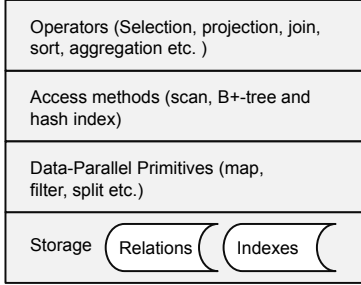 Operators (Selection, projection, join,
sort, aggregation etc. )
Access methods (scan, B+-tree and
hash index)
Data-Parallel Primitives (map,
filter, split etc.)
Storage Relations Indexes